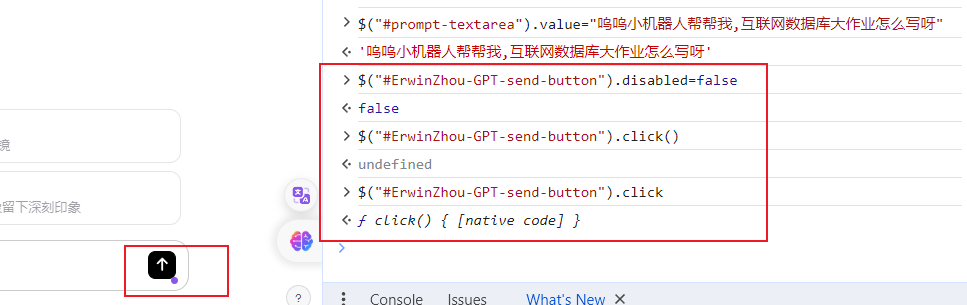 $("#prompt-textarea").value="呜呜小机器人帮帮我,互联网数据库大作业怎么写呀"
'呜呜小机器人帮帮我,互联网数据库大作业怎么写呀'
$("#ErwinZhou-GPT-send-button").disabled=false
false
$("#ErwinZhou-GPT-send-button").click()
undefined
$("#ErwinZhou-GPT-send-button").click
ƒ click() { [native code] }
镜
留下深刻印象
?
Console Issues What's New